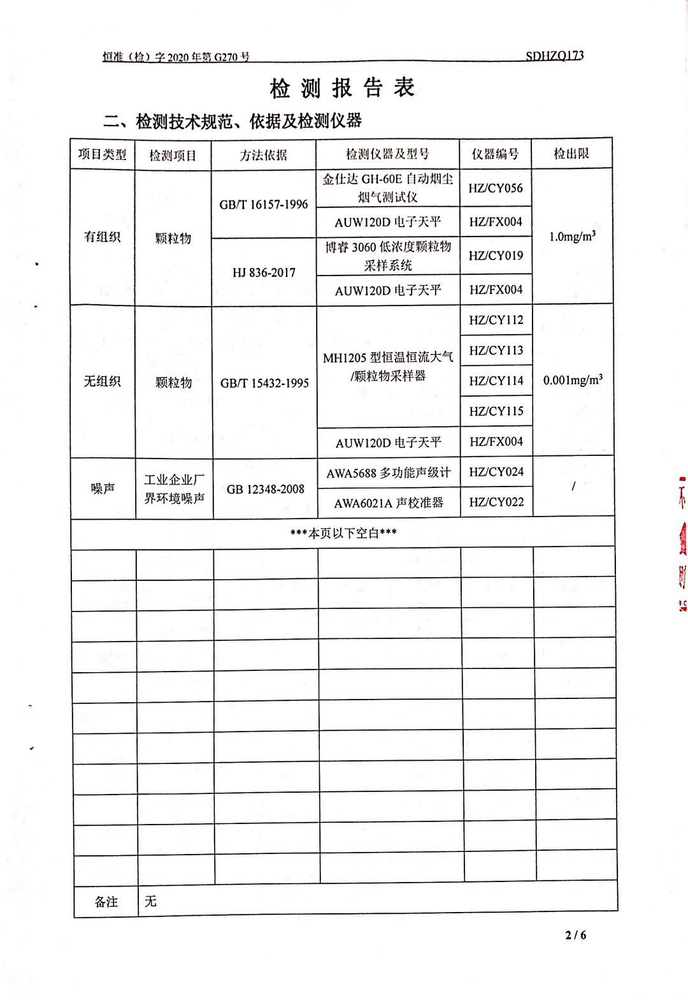 恒准（检）字 2020 年第 G270 号 SDHZQ173
检 测 报 告 表
二、检测技术规范、依据及检测仪器
项目类型 检测项目 方法依据 检测仪器及型号 仪器编号 检出限
有组织 颗粒物 GB/T 16157-1996 金仕达 GH-60E 自动烟尘
烟气测试仪 HZ/CY056 1.0mg/m³
AUW120D 电子天平 HZ/FX004
HJ 836-2017 博睿 3060 低浓度颗粒物
采样系统 HZ/CY019
AUW120D 电子天平 HZ/FX004
无组织 颗粒物 GB/T 15432-1995 MH1205 型恒温恒流大气
/颗粒物采样器 HZ/CY112 0.001mg/m³
HZ/CY113
HZ/CY114
HZ/CY115
AUW120D 电子天平 HZ/FX004
噪声 工业企业厂
界环境噪声 GB 12348-2008 AWA5688 多功能声级计 HZ/CY024 /
AWA6021A 声校准器 HZ/CY022
***本页以下空白***
备注 无
2 / 6